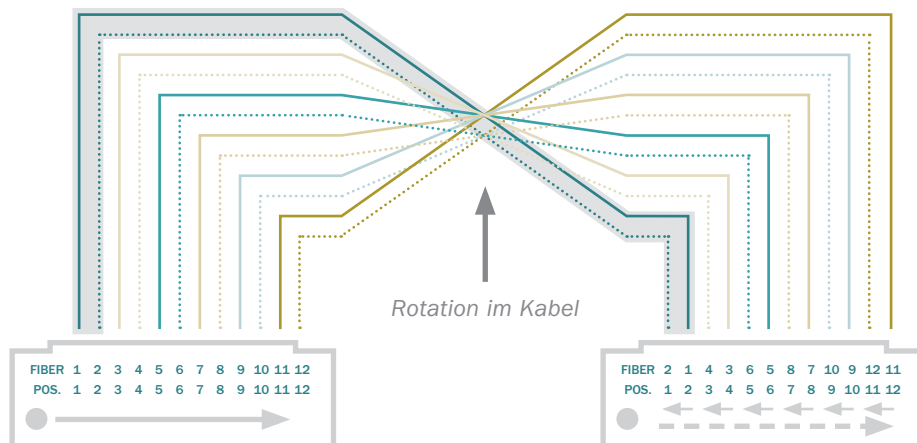 Rotation im Kabel
FIBER 1 2 3 4 5 6 7 8 9 10 11 12
POS. 1 2 3 4 5 6 7 8 9 10 11 12
FIBER 2 1 4 3 6 5 8 7 10 9 12 11
POS. 1 2 3 4 5 6 7 8 9 10 11 12